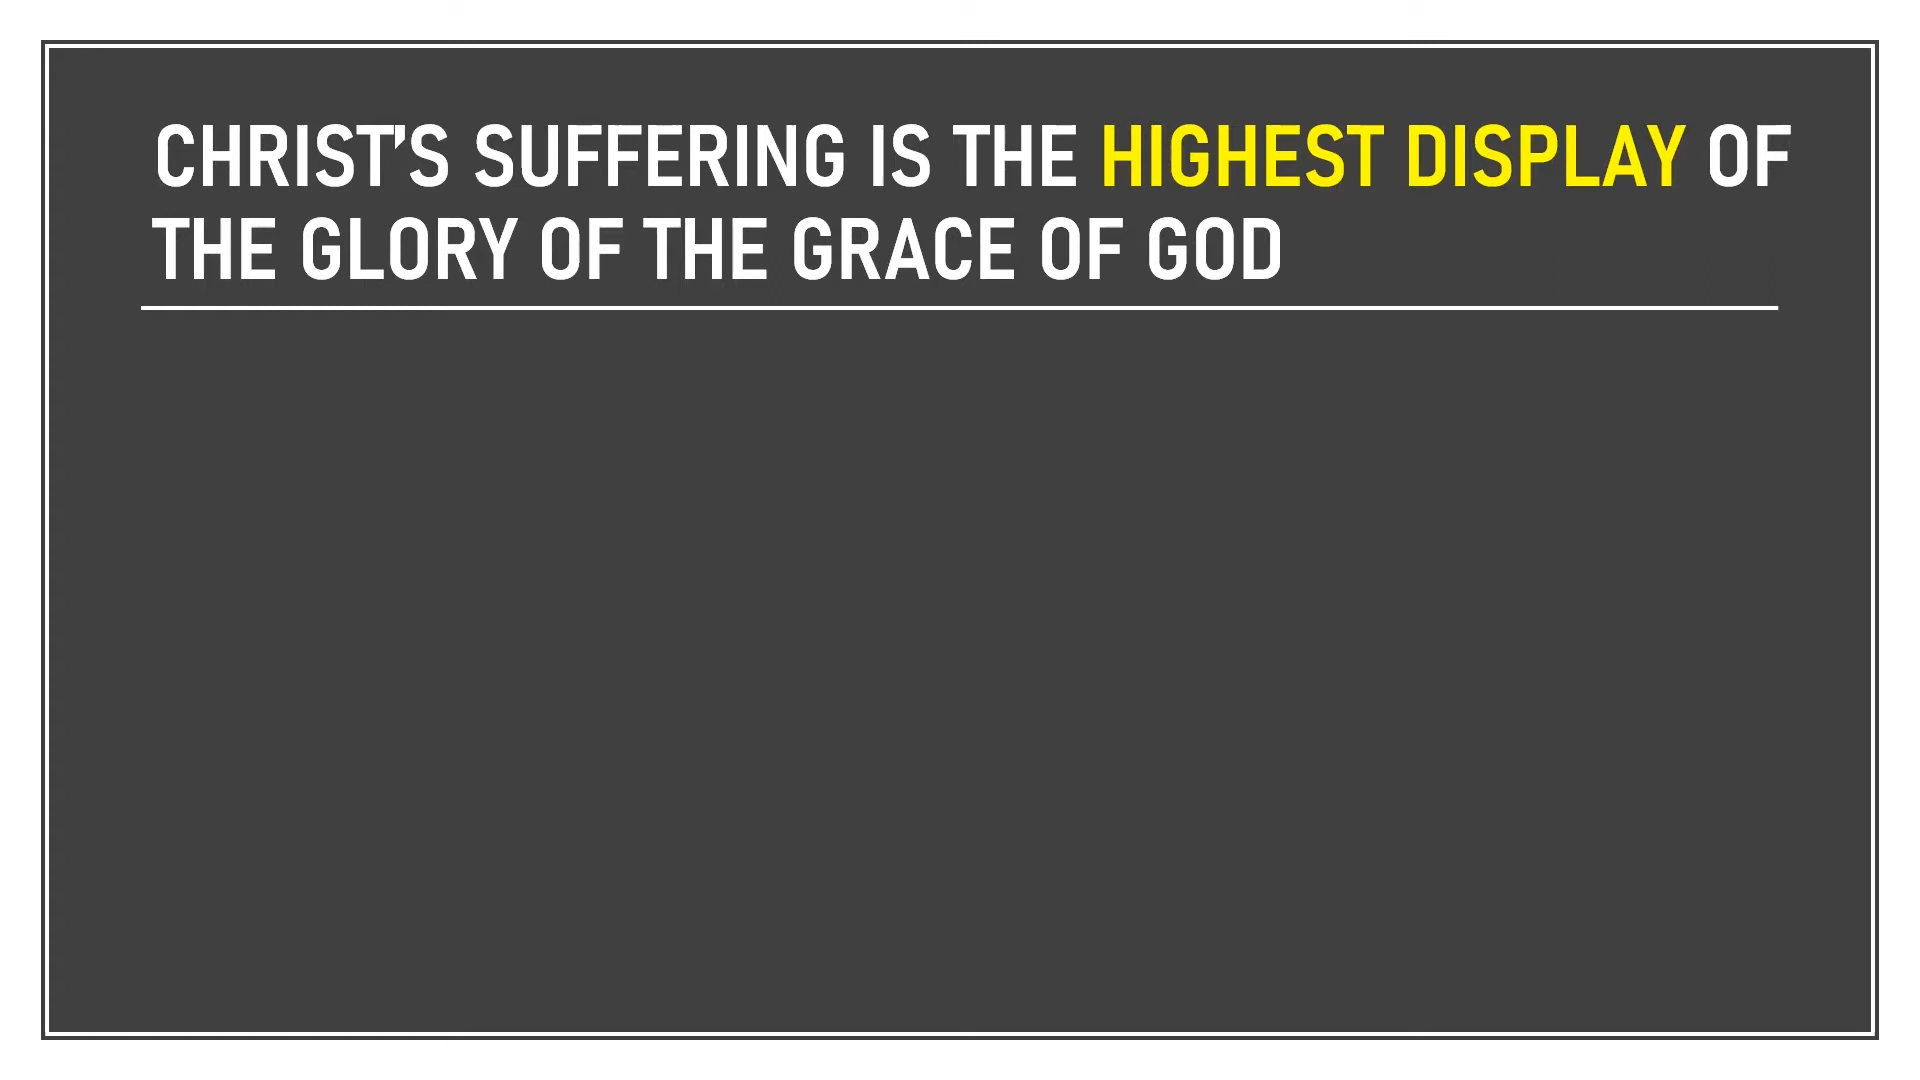 CHRIST’S SUFFERING IS THE HIGHEST DISPLAY OF
THE GLORY OF THE GRACE OF GOD